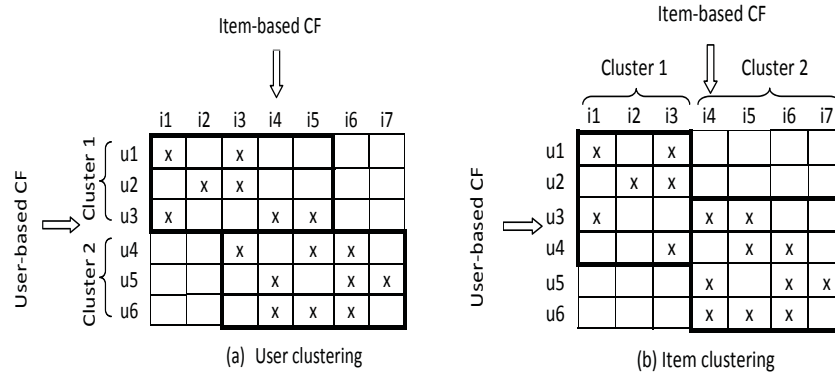 Item-based CF
i1 i2 i3 i4 i5 i6 i7
User-based CF
Cluster 1
Cluster 2
u1 x x
u2 x x
u3 x x x
u4 x x x
u5 x x x
u6 x x x
(a) User clustering
Item-based CF
Cluster 1 Cluster 2
i1 i2 i3 i4 i5 i6 i7
User-based CF
u1 x x
u2 x x
u3 x x x
u4 x x x
u5 x x x
u6 x x x
(b) Item clustering